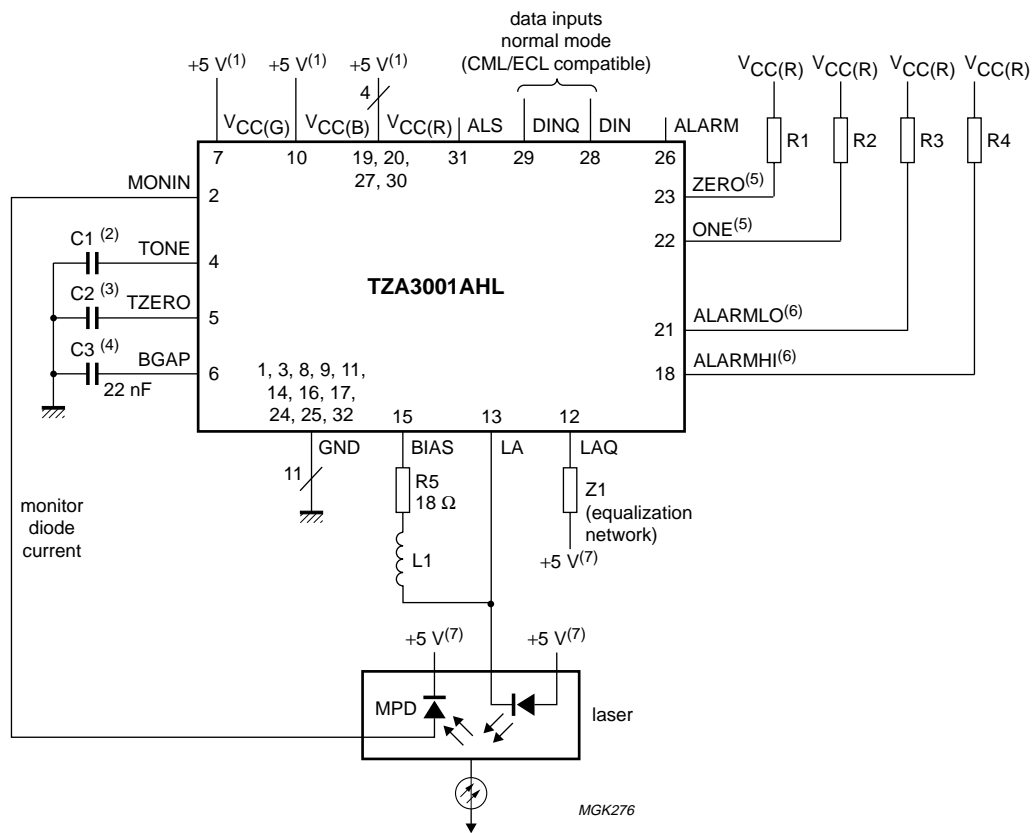 data inputs
normal mode
(CML/ECL compatible)
+5 V(1)
+5 V(1)
+5 V(1)
4
VCC(G)
VCC(B)
VCC(R)
ALS
DINQ
DIN
ALARM
VCC(R)
VCC(R)
VCC(R)
VCC(R)
R1
R2
R3
R4
7
10
19, 20,
27, 30
31
29
28
26
MONIN
2
23
ZERO(5)
C1 (2)
TONE
4
22
ONE(5)
TZA3001AHL
C2 (3)
TZERO
5
21
ALARMLO(6)
C3 (4)
22 nF
BGAP
6
18
ALARMHI(6)
1, 3, 8, 9, 11,
14, 16, 17,
24, 25, 32
15
13
12
GND
11
BIAS
LA
LAQ
R5
18 Ω
Z1
(equalization
network)
+5 V(7)
monitor
diode
current
L1
+5 V(7)
+5 V(7)
MPD
laser
MGK276